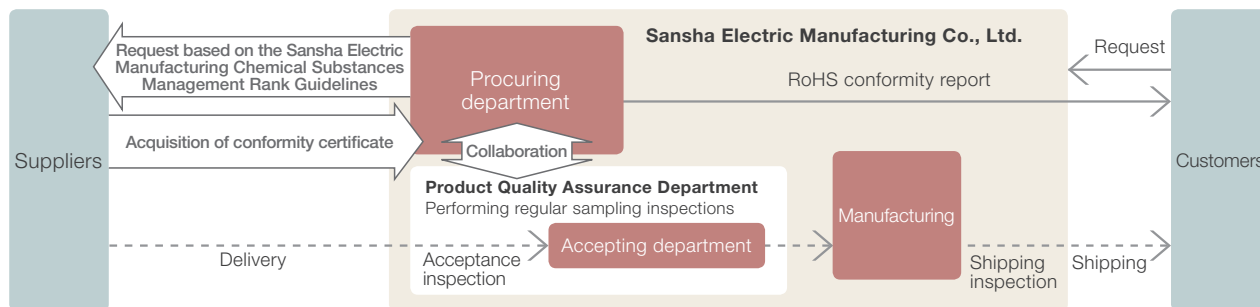 Sansha Electric Manufacturing Co., Ltd.
Request based on the Sansha Electric
Manufacturing Chemical Substances
Management Rank Guidelines
Procuring
department
Request
RoHS conformity report
Acquisition of conformity certificate
Collaboration
Suppliers
Customers
Product Quality Assurance Department
Performing regular sampling inspections
Manufacturing
Accepting department
Delivery
Acceptance
inspection
Shipping
inspection
Shipping